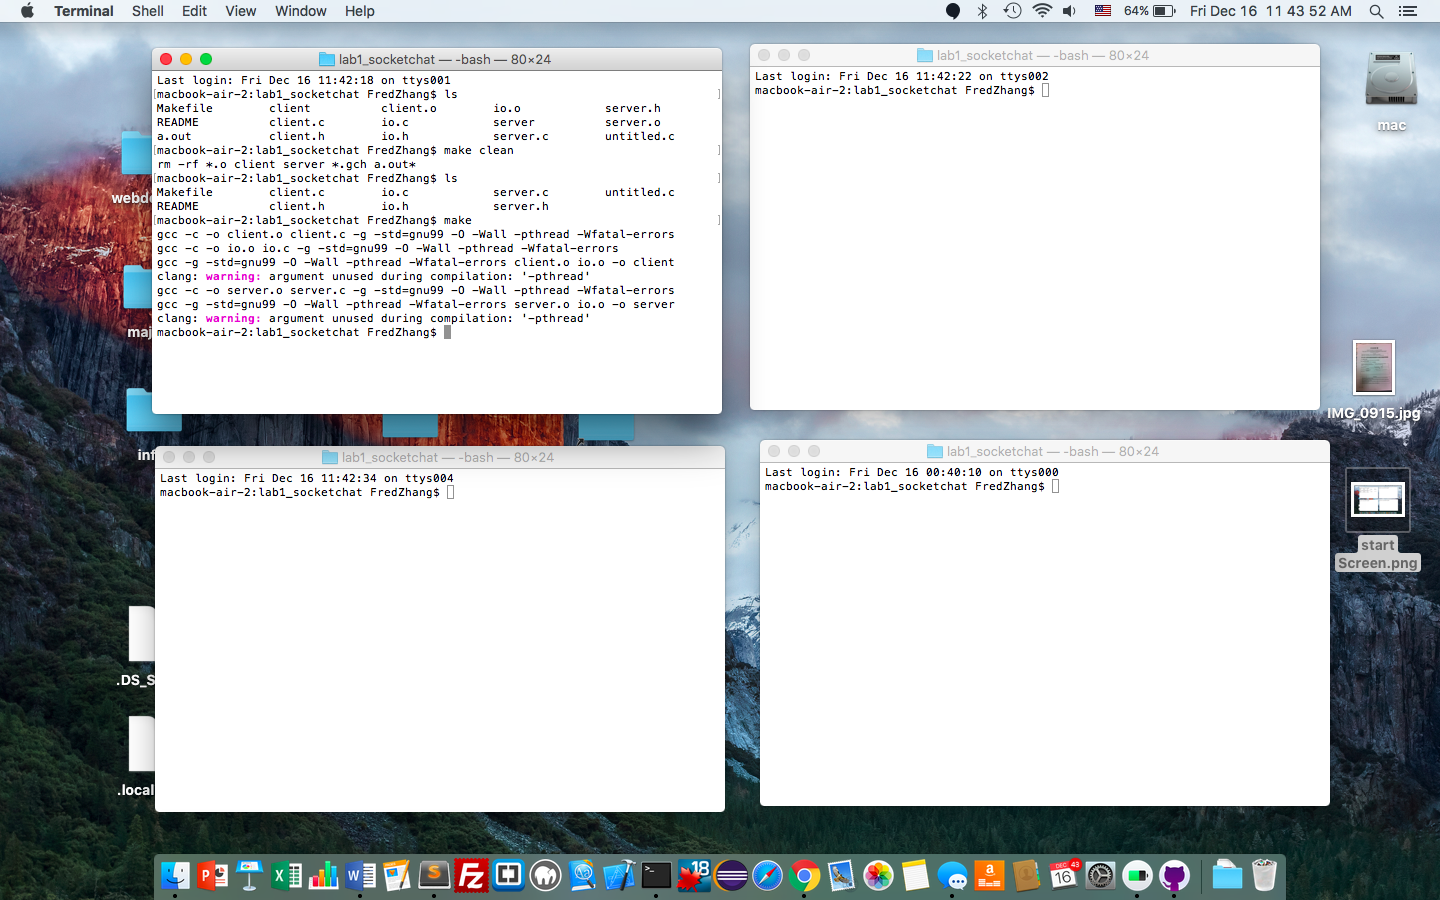 Terminal Shell Edit View Window Help 64% Fri Dec 16 11 43 52 AM
lab1_socketchat — -bash — 80×24
Last login: Fri Dec 16 11:42:18 on ttys001
[macbook-air-2:lab1_socketchat FredZhang$ ls ]
Makefile client client.o io.o server.h
README client.c io.c server server.o
a.out client.h io.h server.c untitled.c
[macbook-air-2:lab1_socketchat FredZhang$ make clean ]
rm -rf *.o client server *.gch a.out*
[macbook-air-2:lab1_socketchat FredZhang$ ls ]
Makefile client.c io.c server.c untitled.c
README client.h io.h server.h
[macbook-air-2:lab1_socketchat FredZhang$ make ]
gcc -c -o client.o client.c -g -std=gnu99 -O -Wall -pthread -Wfatal-errors
gcc -c -o io.o io.c -g -std=gnu99 -O -Wall -pthread -Wfatal-errors
gcc -g -std=gnu99 -O -Wall -pthread -Wfatal-errors client.o io.o -o client
clang: warning: argument unused during compilation: '-pthread'
gcc -c -o server.o server.c -g -std=gnu99 -O -Wall -pthread -Wfatal-errors
gcc -g -std=gnu99 -O -Wall -pthread -Wfatal-errors server.o io.o -o server
clang: warning: argument unused during compilation: '-pthread'
macbook-air-2:lab1_socketchat FredZhang$
lab1_socketchat — -bash — 80×24
Last login: Fri Dec 16 11:42:22 on ttys002
macbook-air-2:lab1_socketchat FredZhang$
lab1_socketchat — -bash — 80×24
Last login: Fri Dec 16 11:42:34 on ttys004
macbook-air-2:lab1_socketchat FredZhang$
lab1_socketchat — -bash — 80×24
Last login: Fri Dec 16 00:40:10 on ttys000
macbook-air-2:lab1_socketchat FredZhang$
mac
IMG_0915.jpg
start
Screen.png
webd
maj
inf
.DS_S
.local
18
DEC 43
16